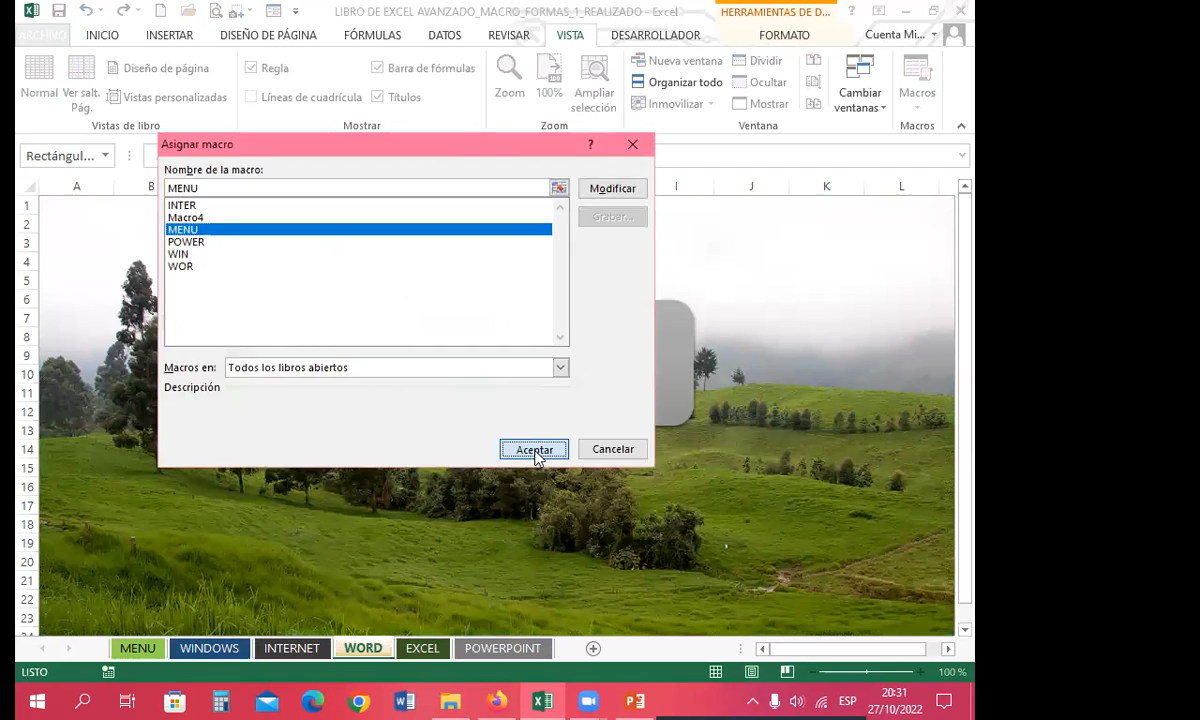 LIBRO DE EXCEL AVANZADO_MACRO_FORMAS_1_REALIZADO - Excel
HERRAMIENTAS DE D...
?
ARCHIVO INICIO INSERTAR DISEÑO DE PÁGINA FÓRMULAS DATOS REVISAR VISTA DESARROLLADOR FORMATO Cuenta Mi...
Normal
Ver salt. Pág.
Diseño de página
Vistas personalizadas
Vistas de libro
Regla
Barra de fórmulas
Líneas de cuadrícula
Títulos
Mostrar
Zoom
100%
Ampliar selección
Zoom
Nueva ventana
Organizar todo
Inmovilizar
Dividir
Ocultar
Mostrar
Cambiar ventanas
Ventana
Macros
Macros
Rectángul...
A B I J K L
1
2
3
4
5
6
7
8
9
10
11
12
13
14
15
16
17
18
19
20
21
22
23
Asignar macro ?
Nombre de la macro:
MENU
Modificar
Grabar...
INTER
Macro4
MENU
POWER
WIN
WOR
Macros en: Todos los libros abiertos
Descripción
Aceptar Cancelar
MENU WINDOWS INTERNET WORD EXCEL POWERPOINT
LISTO 100 %
ESP
20:31
27/10/2022